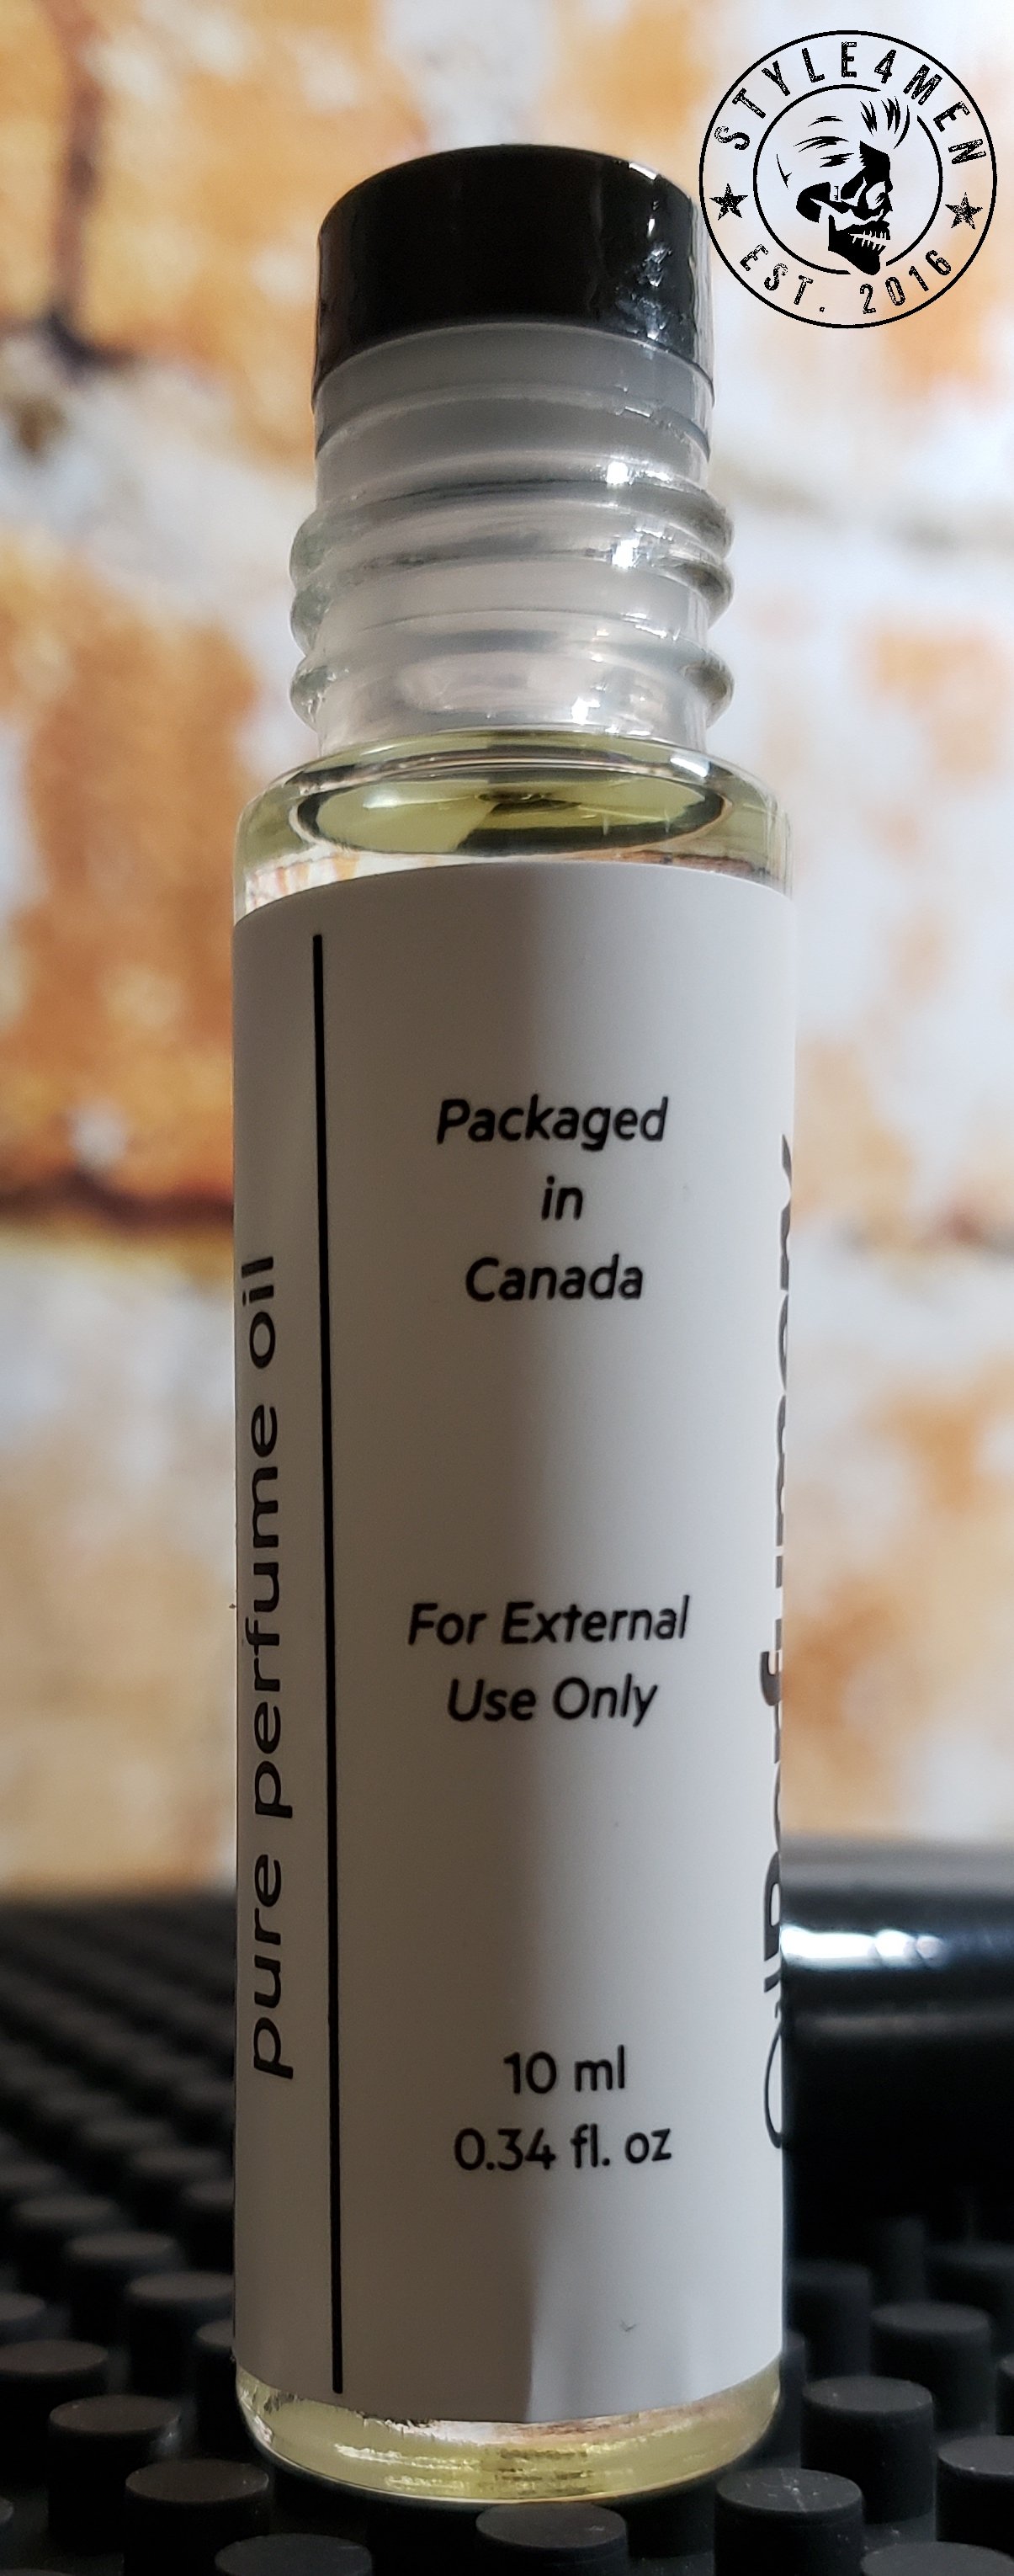 STYLE4MEN
EST. 2016
Packaged
in
Canada
pure perfume oil
For External
Use Only
10 ml
0.34 fl. oz